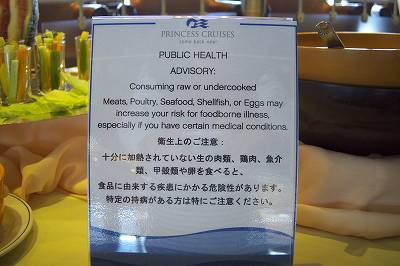 PRINCESS CRUISES
come back new
PUBLIC HEALTH
ADVISORY:
Consuming raw or undercooked
Meats, Poultry, Seafood, Shellfish, or Eggs may
increase your risk for foodborne illness,
especially if you have certain medical conditions.
衛生上のご注意：
十分に加熱されていない生の肉類、鶏肉、魚介
類、甲殻類や卵を食べると、
食品に由来する疾患にかかる危険性があります。
特定の持病がある方は特にご注意ください。